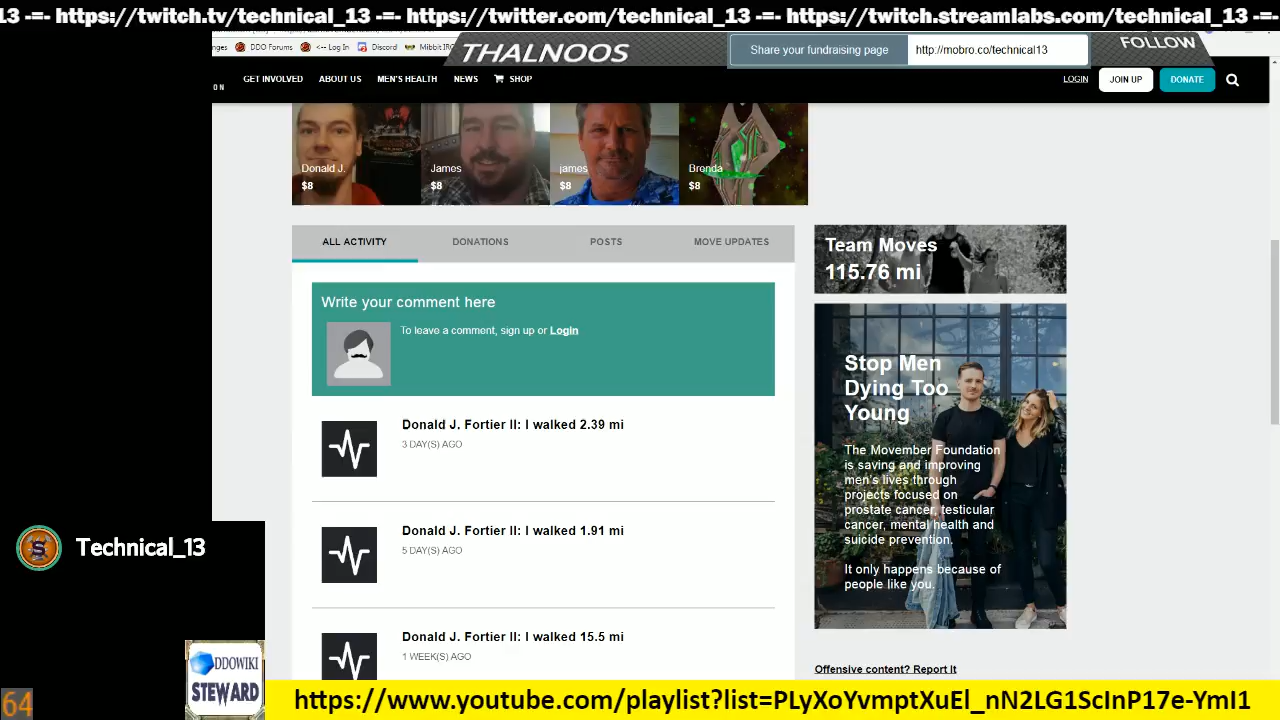 13 -=- https://twitch.tv/technical_13 -=- https://twitter.com/technical_13 -=- https://twitch.streamlabs.com/technical_13 -=-
DDO Forums <-- Log In Discord Mibbit IRC
THALNOOS
Share your fundraising page
http://mobro.co/technical13
FOLLOW
GET INVOLVED ABOUT US MEN'S HEALTH NEWS SHOP
LOGIN JOIN UP DONATE
ON
Donald J. James james Brenda
$8 $8 $8 $8
ALL ACTIVITY DONATIONS POSTS MOVE UPDATES
Write your comment here
To leave a comment, sign up or Login
Donald J. Fortier II: I walked 2.39 mi
3 DAY(S) AGO
Donald J. Fortier II: I walked 1.91 mi
5 DAY(S) AGO
Donald J. Fortier II: I walked 15.5 mi
1 WEEK(S) AGO
Team Moves
115.76 mi
Stop Men
Dying Too
Young
The Movember Foundation
is saving and improving
men's lives through
projects focused on
prostate cancer, testicular
cancer, mental health and
suicide prevention.
It only happens because of
people like you.
Offensive content? Report It
Technical_13
DDOWIKI
STEWARD
64
https://www.youtube.com/playlist?list=PLyXoYvmptXuEl_nN2LG1ScInP17e-YmI1